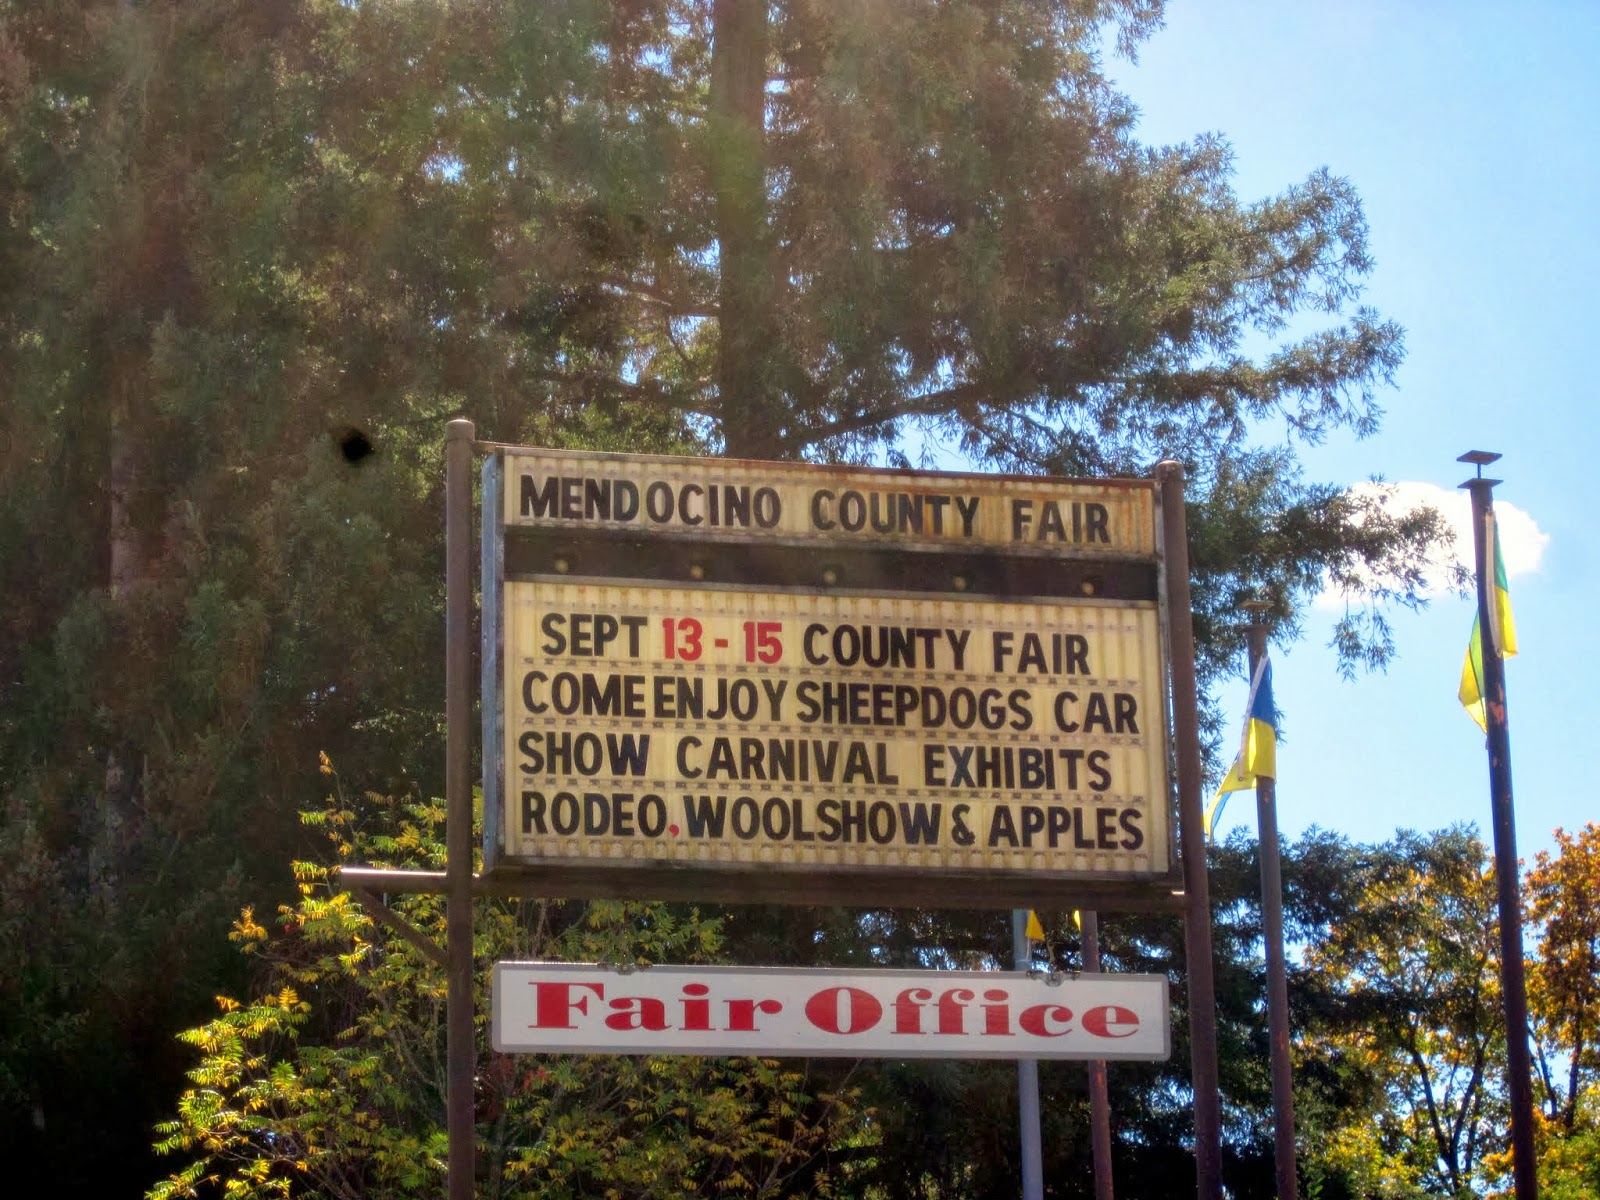 MENDOCINO COUNTY FAIR
SEPT 13 - 15 COUNTY FAIR
COME ENJOY SHEEPDOGS CAR
SHOW CARNIVAL EXHIBITS
RODEO, WOOLSHOW & APPLES
Fair Office